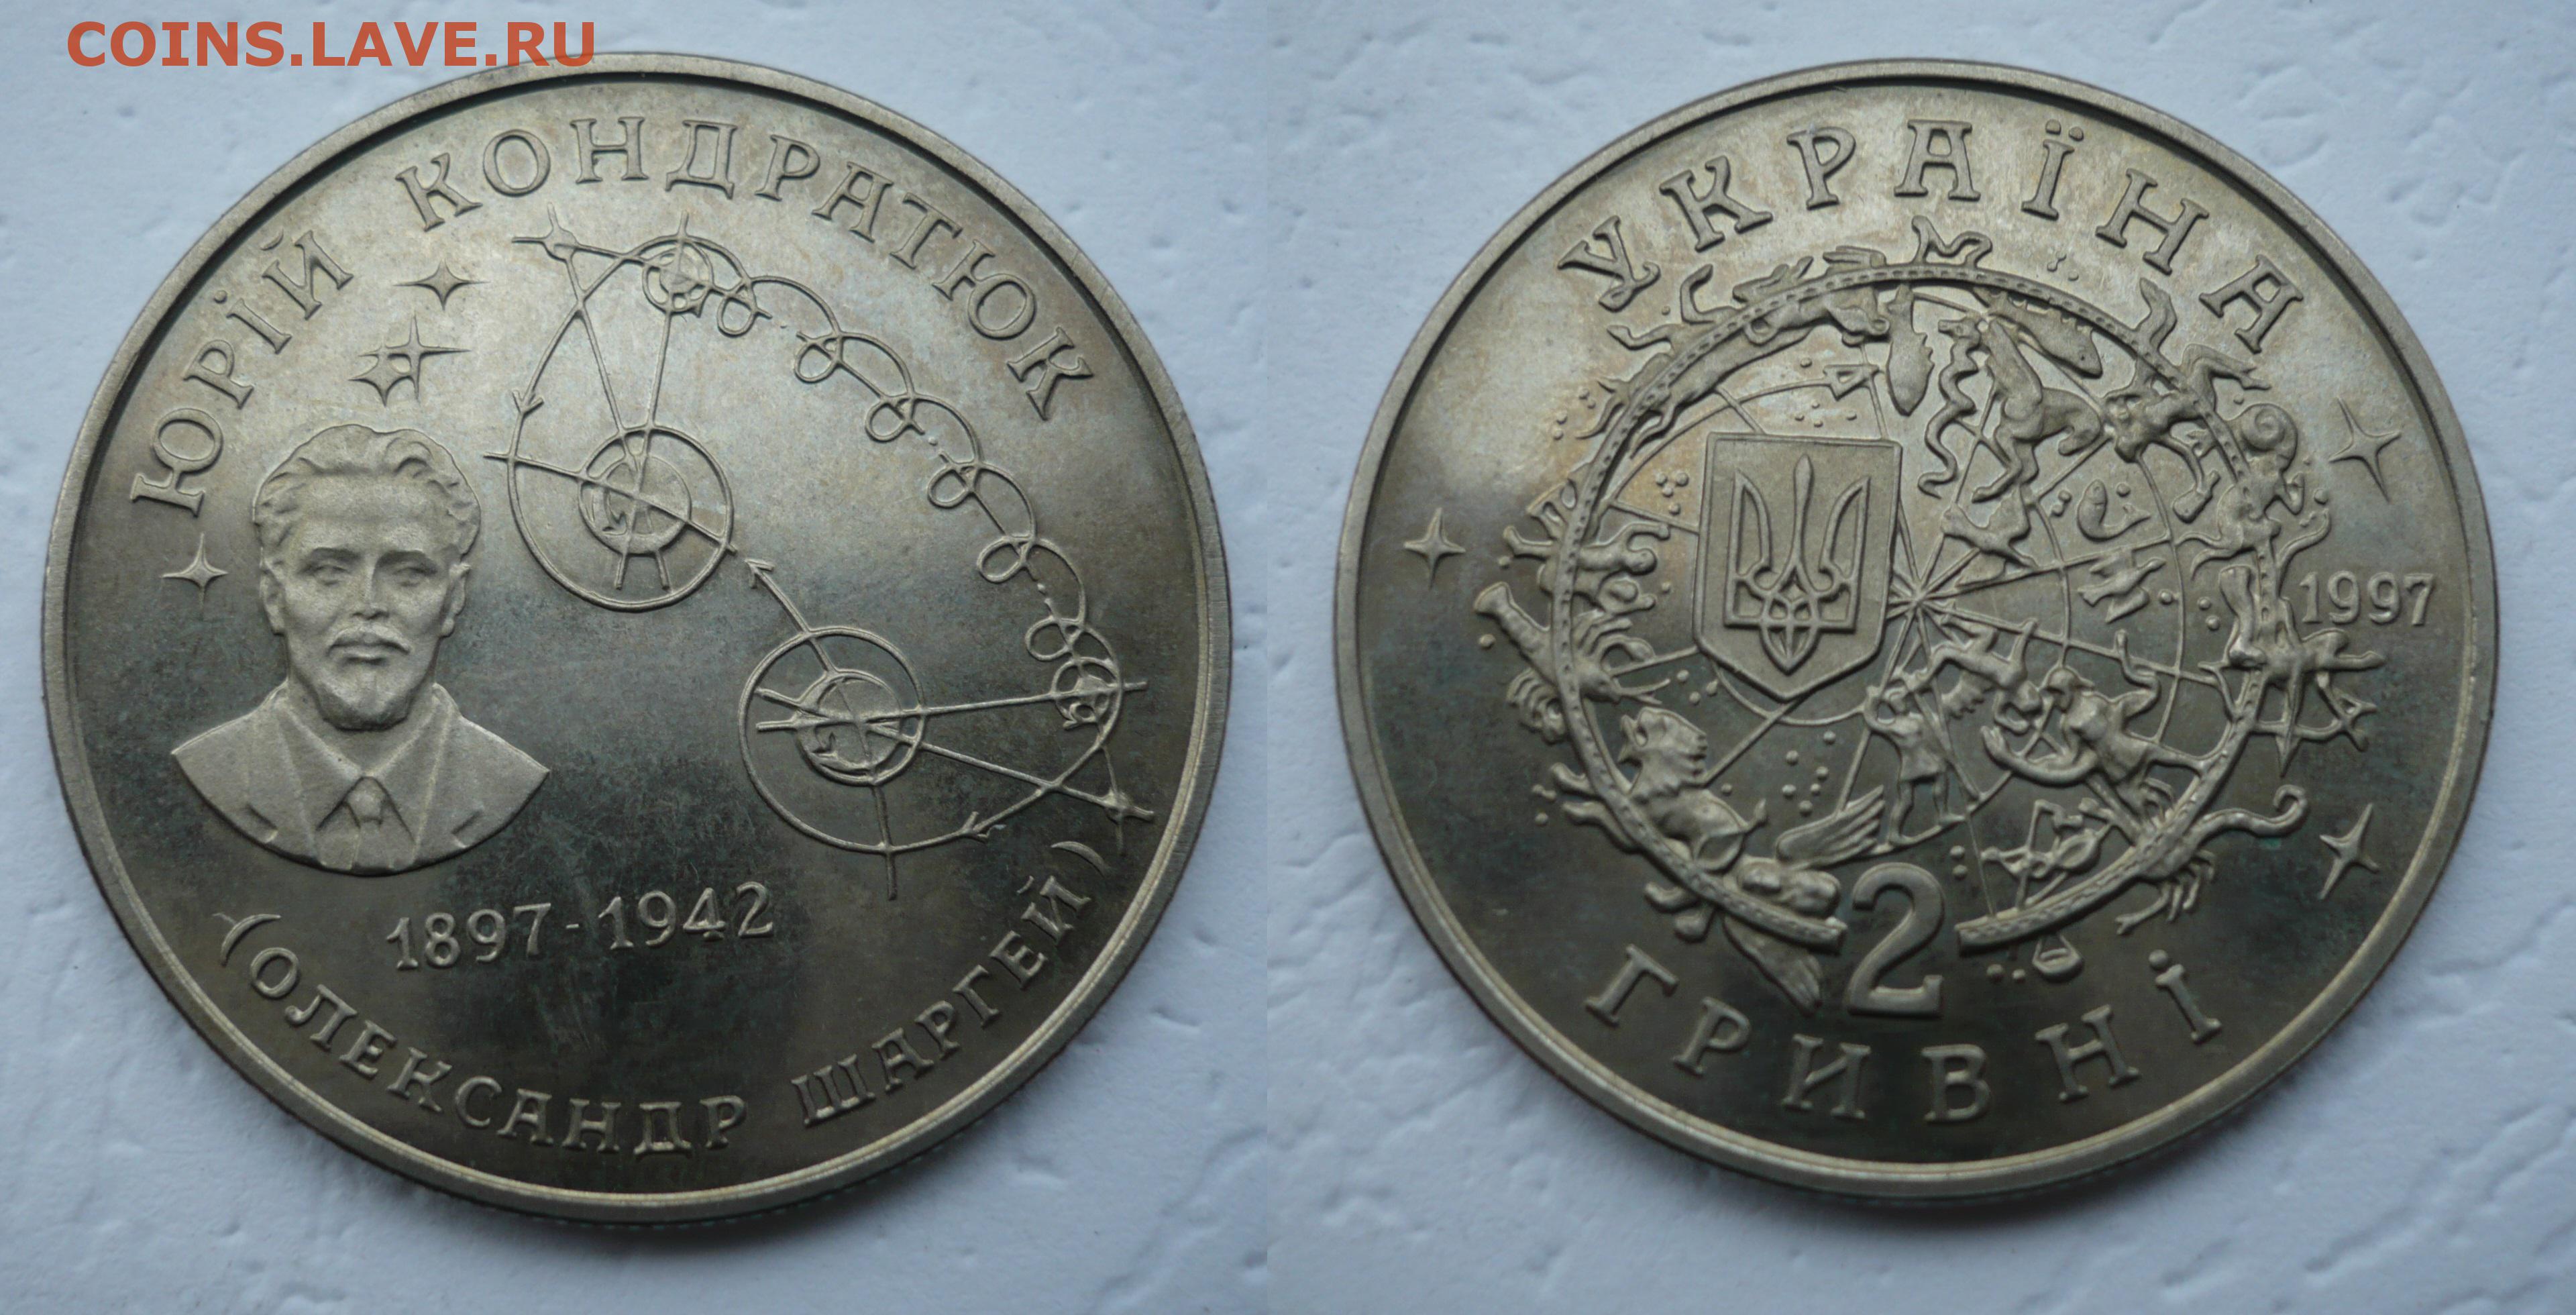 COINS.LAVE.RU
ЮРІЙ КОНДРАТЮК
1897-1942
(ОЛЕКСАНДР ШАРГЕЙ)
УКРАЇНА
1997
2
ГРИВНІ